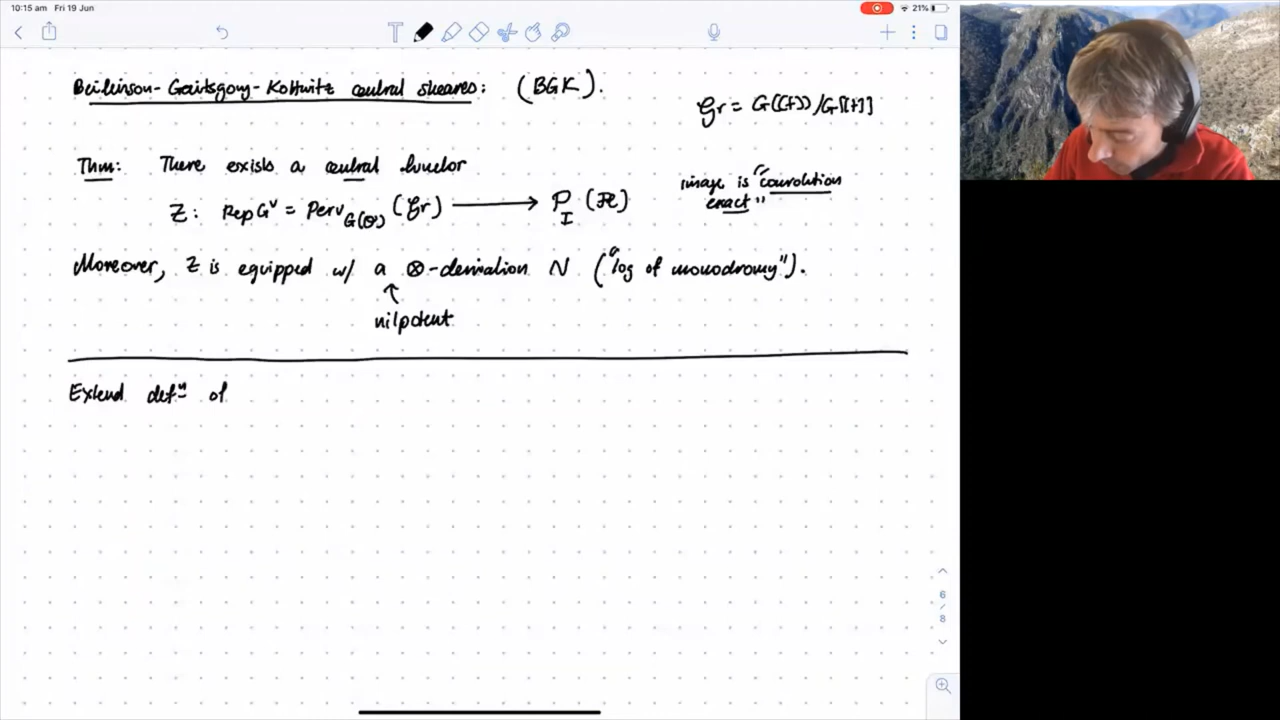 10:15 am Fri 19 Jun
21%
Beilinson-Gaitsgory-Kottwitz central sheaves: (BGK).
Gr = G((t))/G[[t]]
Thm: There exists a central functor
image is "convolution
exact"
Z: Rep G^∨ = Perv_{G(O)} (Gr) ⟶ P_I (Fl)
Moreover, Z is equipped w/ a ⊗-derivation N ("log of monodromy").
↑
nilpotent
Extend def^n of
6
/
8